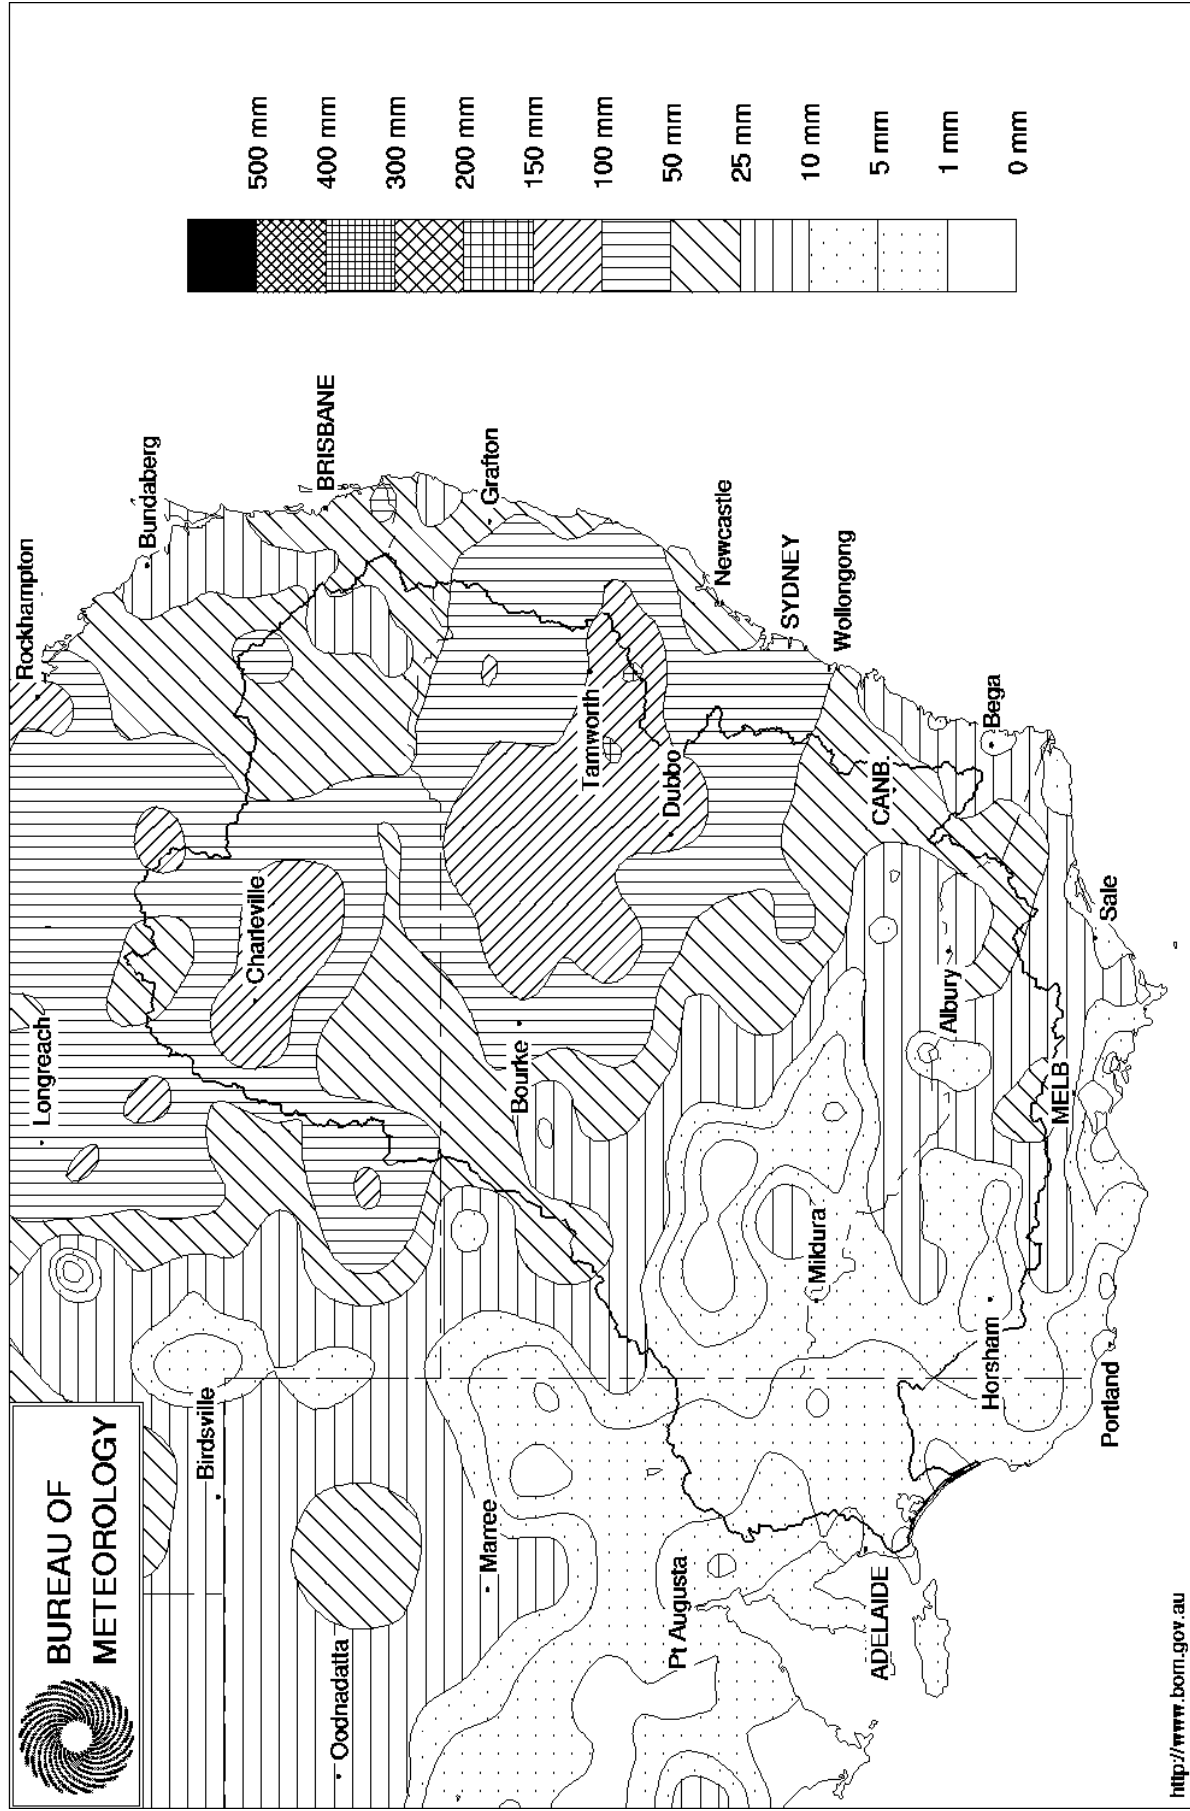 BUREAU OF
METEOROLOGY
Longreach
Rockhampton
Bundaberg
Birdsville
Charleville
BRISBANE
Oodnadatta
Marree
Bourke
Grafton
Tamworth
Dubbo
Newcastle
Pt Augusta
Mildura
SYDNEY
Wollongong
ADELAIDE
CANB.
Albury
Horsham
Bega
MELB
Portland
Sale
500 mm
400 mm
300 mm
200 mm
150 mm
100 mm
50 mm
25 mm
10 mm
5 mm
1 mm
0 mm
http://www.bom.gov.au